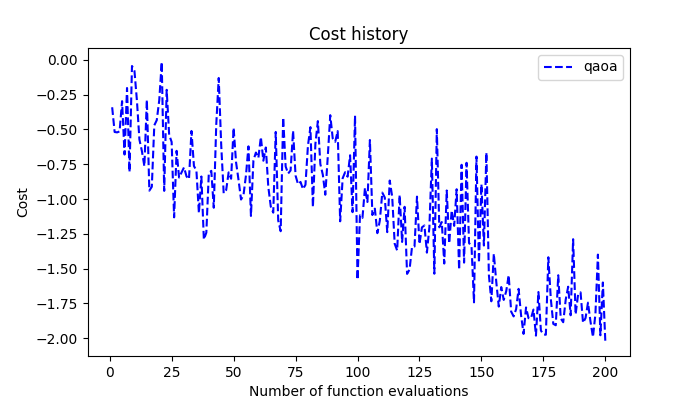 Cost history
qaoa
Cost
0.00
−0.25
−0.50
−0.75
−1.00
−1.25
−1.50
−1.75
−2.00
0 25 50 75 100 125 150 175 200
Number of function evaluations